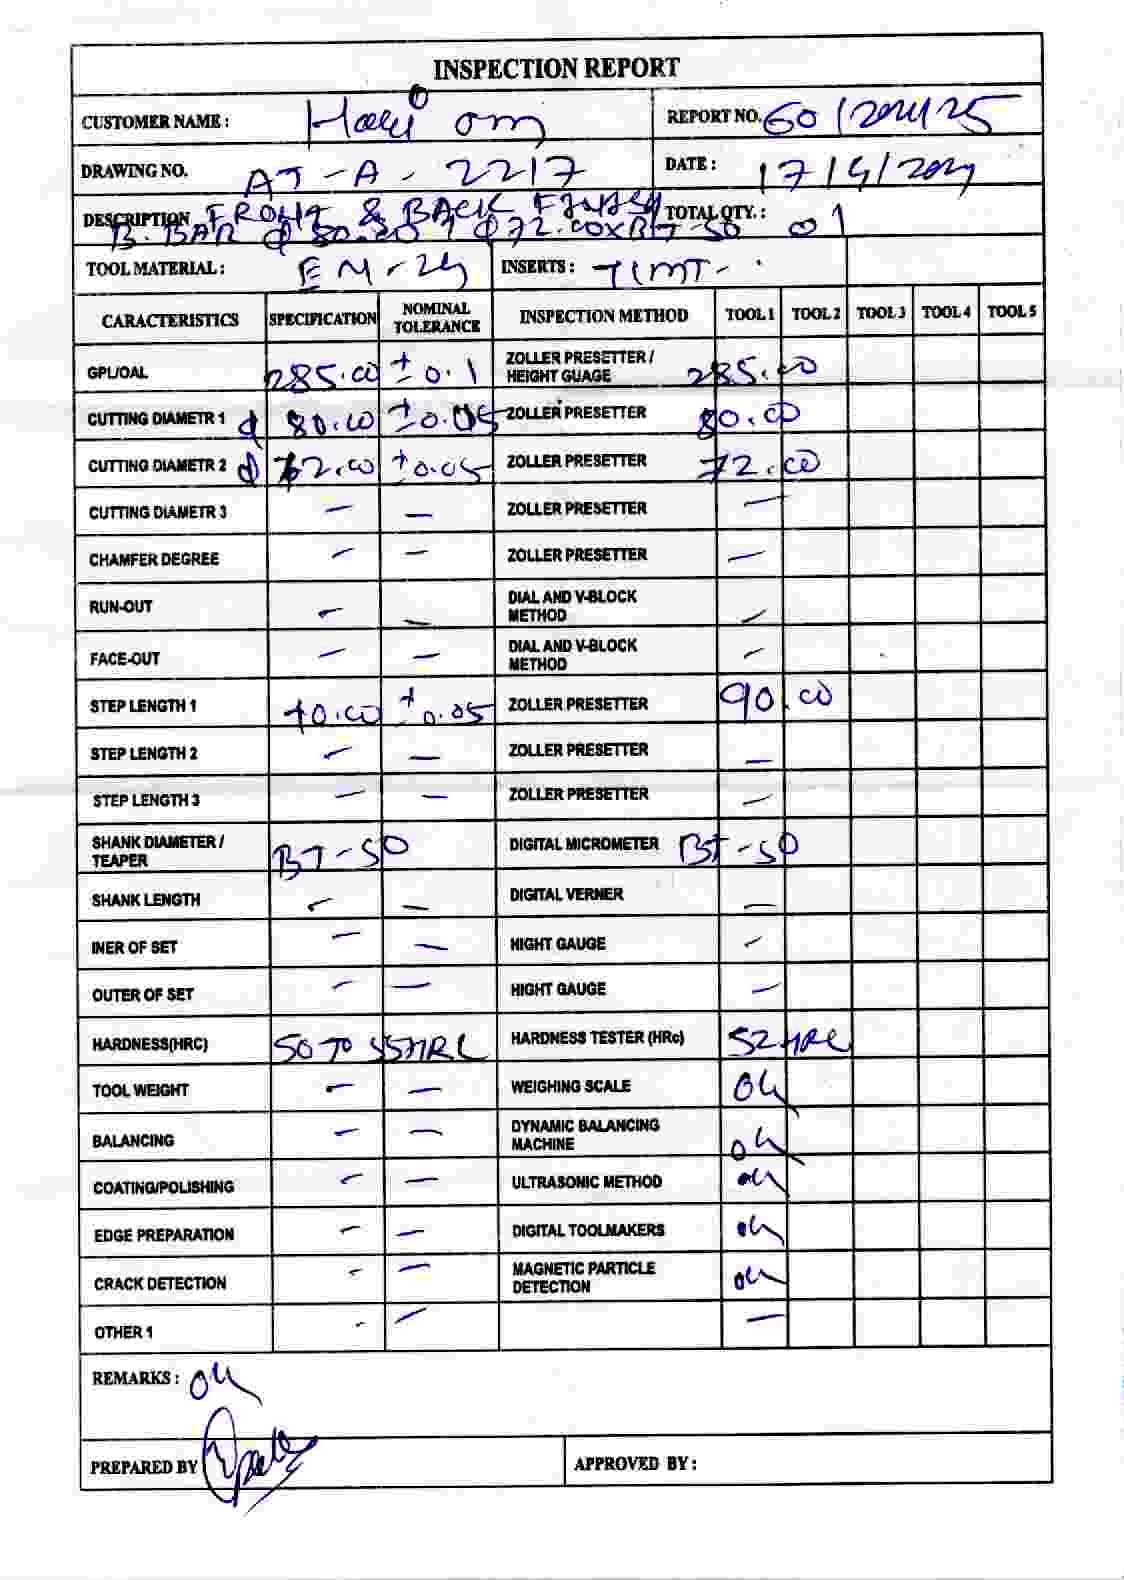 INSPECTION REPORT
CUSTOMER NAME : Hari om REPORT NO. 60/2024/25
DRAWING NO. AT-A-2217 DATE : 17/9/2024
DESCRIPTION FRONT & BACK FINISH TOTAL QTY. : 01
B. BAR φ 80.00 φ72.00xBT-50
TOOL MATERIAL : EN-24 INSERTS : TCMT-
CARACTERISTICS SPECIFICATION NOMINAL TOLERANCE INSPECTION METHOD TOOL 1 TOOL 2 TOOL 3 TOOL 4 TOOL 5
GPL/OAL 285.00 ±0.1 ZOLLER PRESETTER / HEIGHT GUAGE 285.00
CUTTING DIAMETR 1 φ 80.00 ±0.05 ZOLLER PRESETTER 80.00
CUTTING DIAMETR 2 φ 72.00 ±0.05 ZOLLER PRESETTER 72.00
CUTTING DIAMETR 3 — — ZOLLER PRESETTER —
CHAMFER DEGREE — — ZOLLER PRESETTER —
RUN-OUT — — DIAL AND V-BLOCK METHOD —
FACE-OUT — — DIAL AND V-BLOCK METHOD —
STEP LENGTH 1 ±0.05 ZOLLER PRESETTER 90.00
STEP LENGTH 2 — — ZOLLER PRESETTER —
STEP LENGTH 3 — — ZOLLER PRESETTER —
SHANK DIAMETER / TEAPER BT-50 DIGITAL MICROMETER BT-50
SHANK LENGTH — — DIGITAL VERNER —
INER OF SET — — HIGHT GAUGE —
OUTER OF SET — — HIGHT GAUGE —
HARDNESS(HRC) 50 TO 55HRC HARDNESS TESTER (HRc) 52 HRC
TOOL WEIGHT — — WEIGHING SCALE OK
BALANCING — — DYNAMIC BALANCING MACHINE OK
COATING/POLISHING — — ULTRASONIC METHOD OK
EDGE PREPARATION — — DIGITAL TOOLMAKERS OK
CRACK DETECTION — — MAGNETIC PARTICLE DETECTION OK
OTHER 1 — — —
REMARKS : OK
PREPARED BY APPROVED BY :